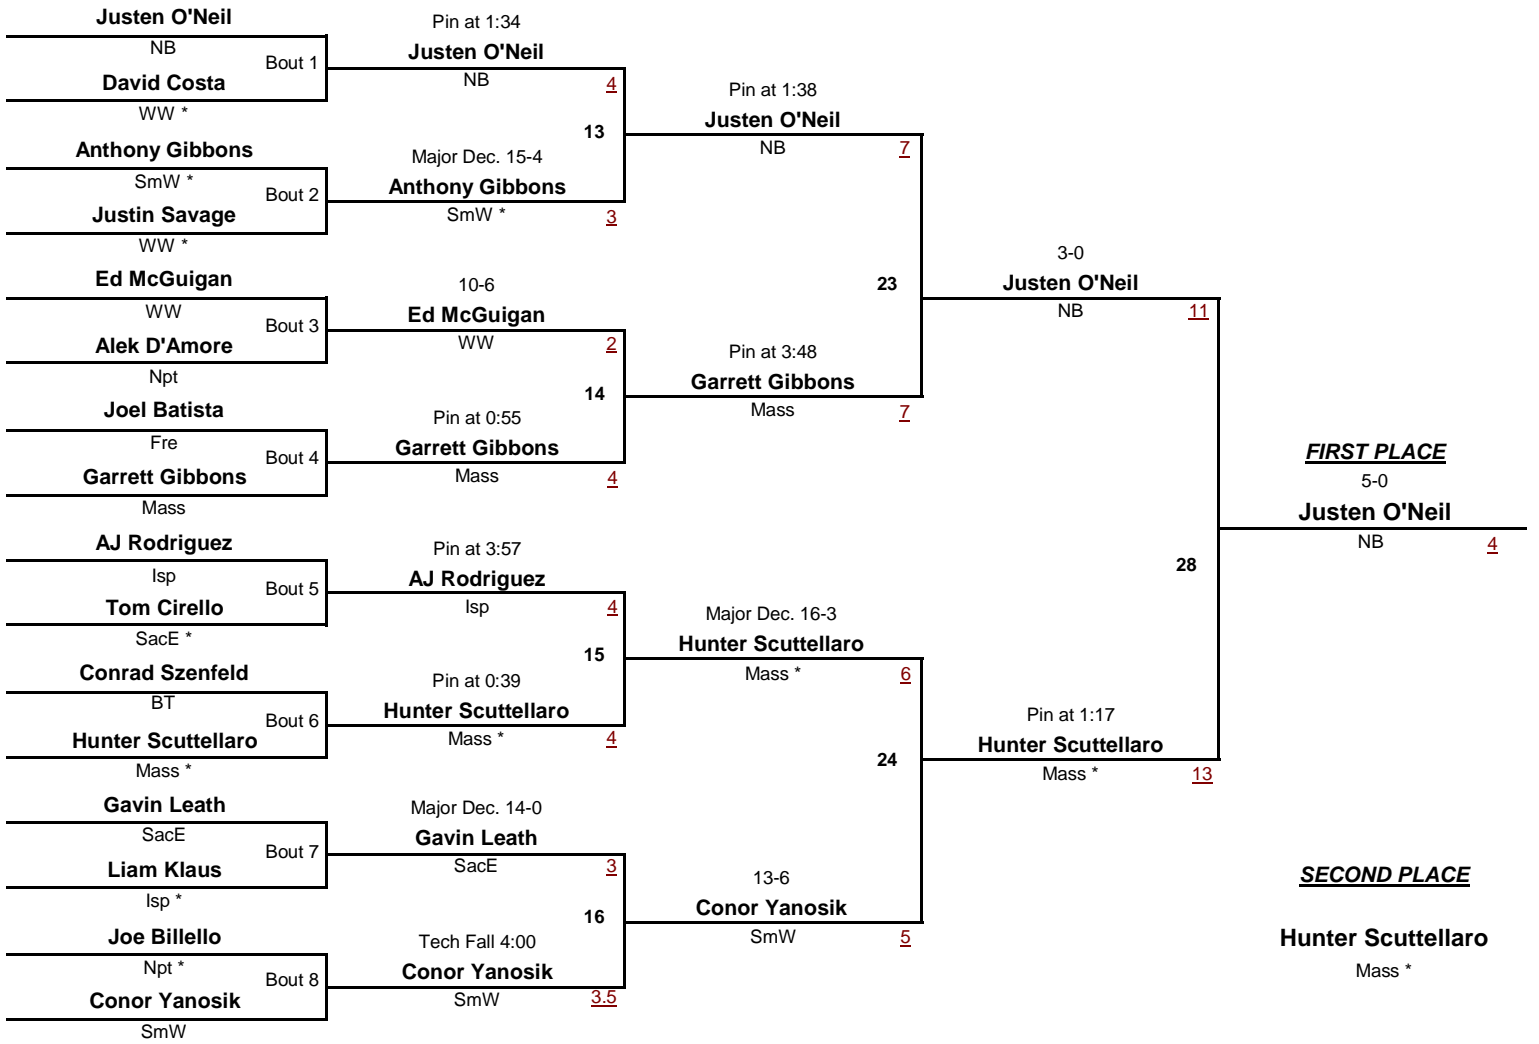 Justen O'Neil
NB
Bout 1
David Costa
WW *
Anthony Gibbons
SmW *
Bout 2
Justin Savage
WW *
Ed McGuigan
WW
Bout 3
Alek D'Amore
Npt
Joel Batista
Fre
Bout 4
Garrett Gibbons
Mass
AJ Rodriguez
Isp
Bout 5
Tom Cirello
SacE *
Conrad Szenfeld
BT
Bout 6
Hunter Scuttellaro
Mass *
Gavin Leath
SacE
Bout 7
Liam Klaus
Isp *
Joe Billello
Npt *
Bout 8
Conor Yanosik
SmW
Pin at 1:34
Justen O'Neil
NB
4
13
Major Dec. 15-4
Anthony Gibbons
SmW *
3
10-6
Ed McGuigan
WW
2
14
Pin at 0:55
Garrett Gibbons
Mass
4
Pin at 3:57
AJ Rodriguez
Isp
4
15
Pin at 0:39
Hunter Scuttellaro
Mass *
4
Major Dec. 14-0
Gavin Leath
SacE
3
16
Tech Fall 4:00
Conor Yanosik
SmW
3.5
Pin at 1:38
Justen O'Neil
NB
7
23
Pin at 3:48
Garrett Gibbons
Mass
7
Major Dec. 16-3
Hunter Scuttellaro
Mass *
6
24
13-6
Conor Yanosik
SmW
5
3-0
Justen O'Neil
NB
11
28
Pin at 1:17
Hunter Scuttellaro
Mass *
13
FIRST PLACE
5-0
Justen O'Neil
NB
4
SECOND PLACE
Hunter Scuttellaro
Mass *